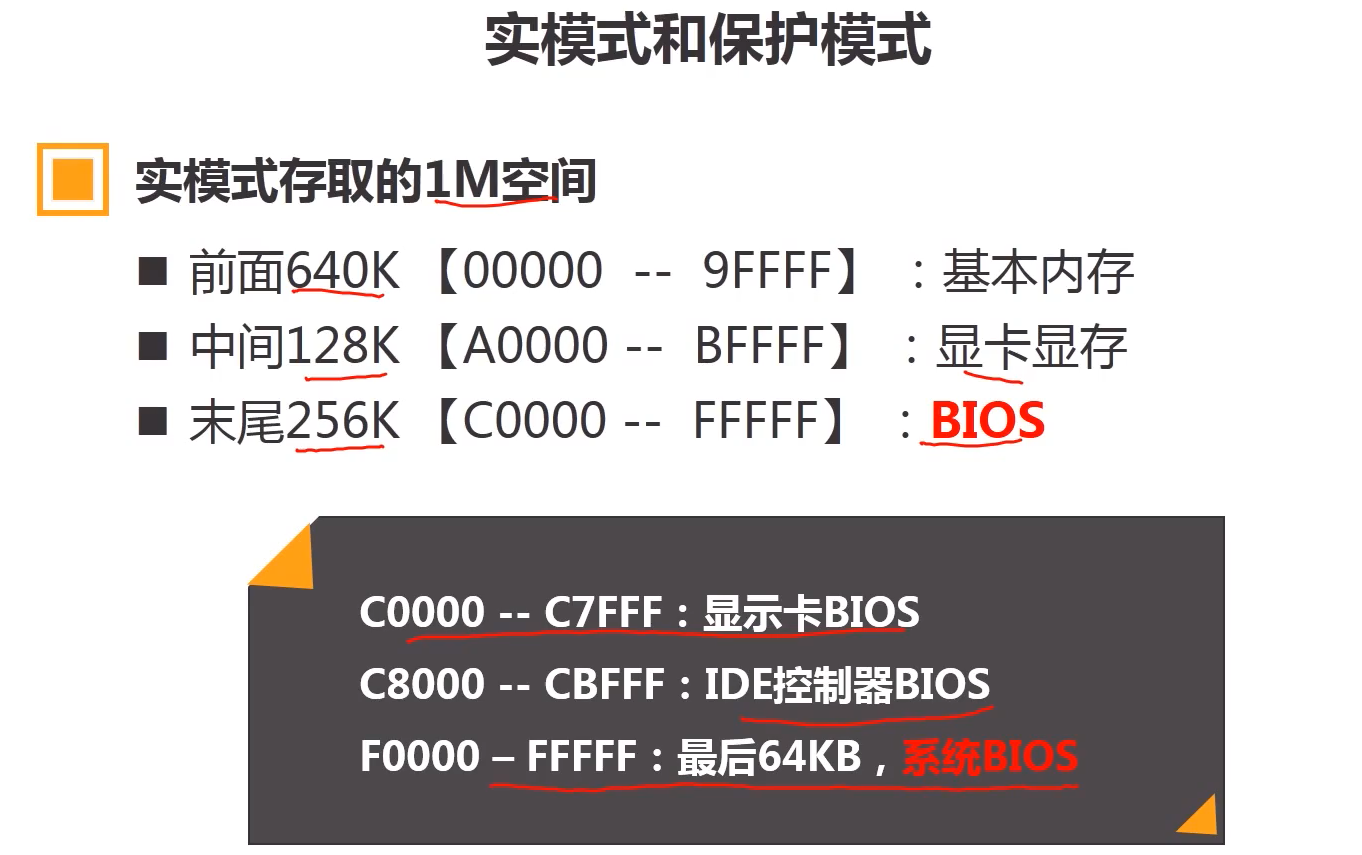 实模式和保护模式
实模式存取的1M空间
■ 前面640K 【00000 -- 9FFFF】 ：基本内存
■ 中间128K 【A0000 -- BFFFF】 ：显卡显存
■ 末尾256K 【C0000 -- FFFFF】 ：BIOS
C0000 -- C7FFF：显示卡BIOS
C8000 -- CBFFF：IDE控制器BIOS
F0000 – FFFFF：最后64KB，系统BIOS